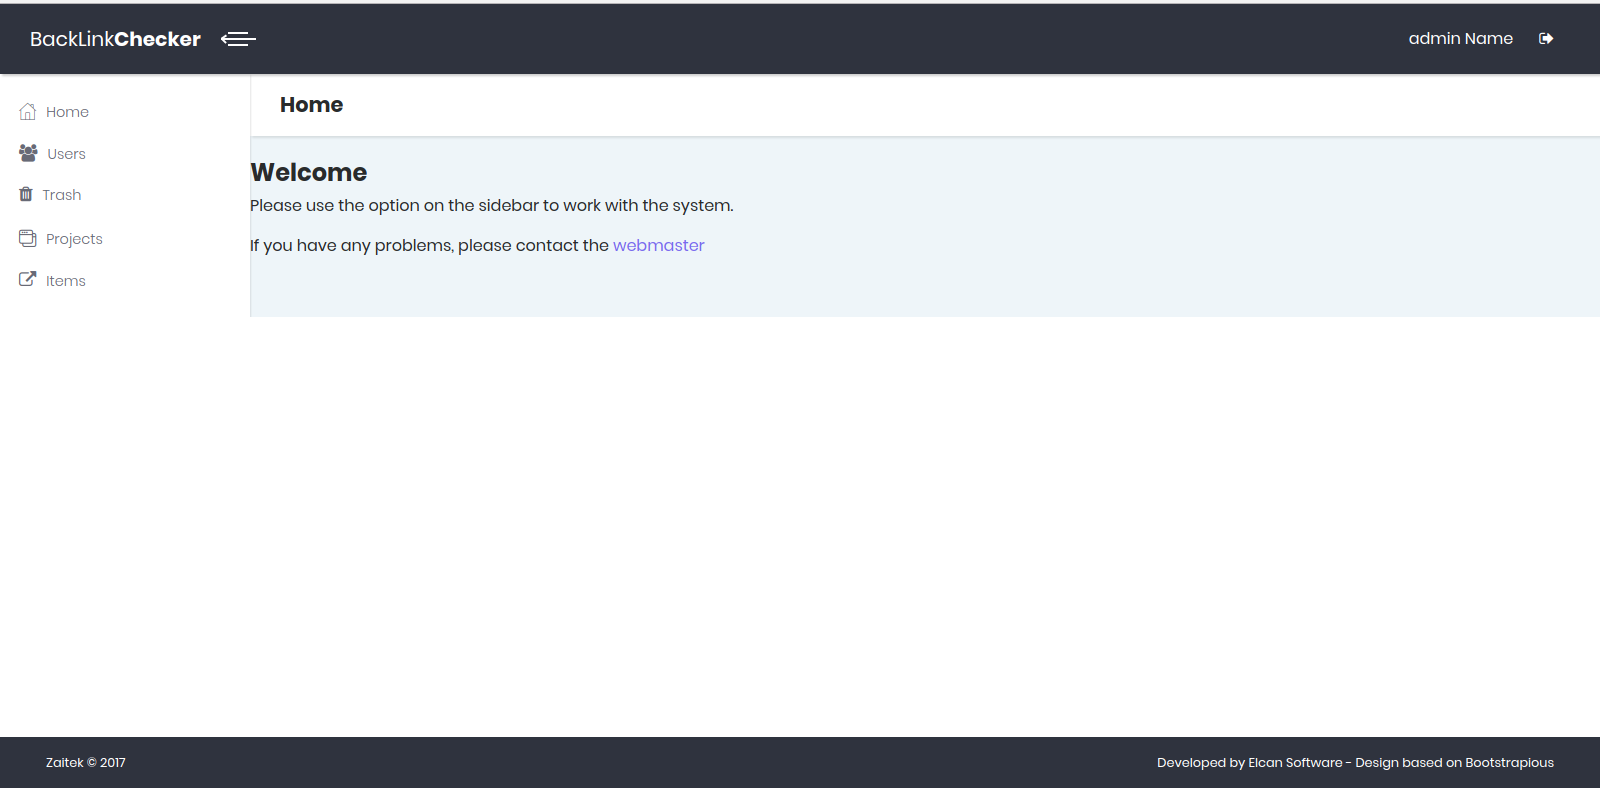 BackLinkChecker
admin Name
Home
Users
Trash
Projects
Items
Home
Welcome
Please use the option on the sidebar to work with the system.
If you have any problems, please contact the webmaster
Zaitek © 2017
Developed by Elcan Software - Design based on Bootstrapious